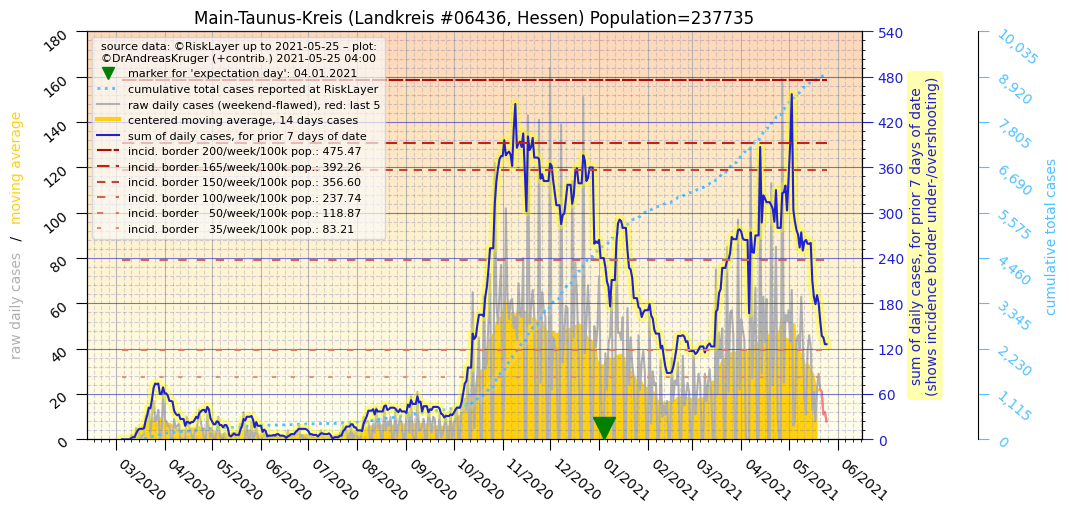 Main-Taunus-Kreis (Landkreis #06436, Hessen) Population=237735
source data: ©RiskLayer up to 2021-05-25 – plot:
©DrAndreasKruger (+contrib.) 2021-05-25 04:00
marker for 'expectation day': 04.01.2021
cumulative total cases reported at RiskLayer
raw daily cases (weekend-flawed), red: last 5
centered moving average, 14 days cases
sum of daily cases, for prior 7 days of date
incid. border 200/week/100k pop.: 475.47
incid. border 165/week/100k pop.: 392.26
incid. border 150/week/100k pop.: 356.60
incid. border 100/week/100k pop.: 237.74
incid. border 50/week/100k pop.: 118.87
incid. border 35/week/100k pop.: 83.21
raw daily cases / moving average
180
160
140
120
100
80
60
40
20
0
03/2020
04/2020
05/2020
06/2020
07/2020
08/2020
09/2020
10/2020
11/2020
12/2020
01/2021
02/2021
03/2021
04/2021
05/2021
06/2021
540
480
420
360
300
240
180
120
60
0
sum of daily cases, for prior 7 days of date
(shows incidence border under-/overshooting)
10,035
8,920
7,805
6,690
5,575
4,460
3,345
2,230
1,115
0
cumulative total cases